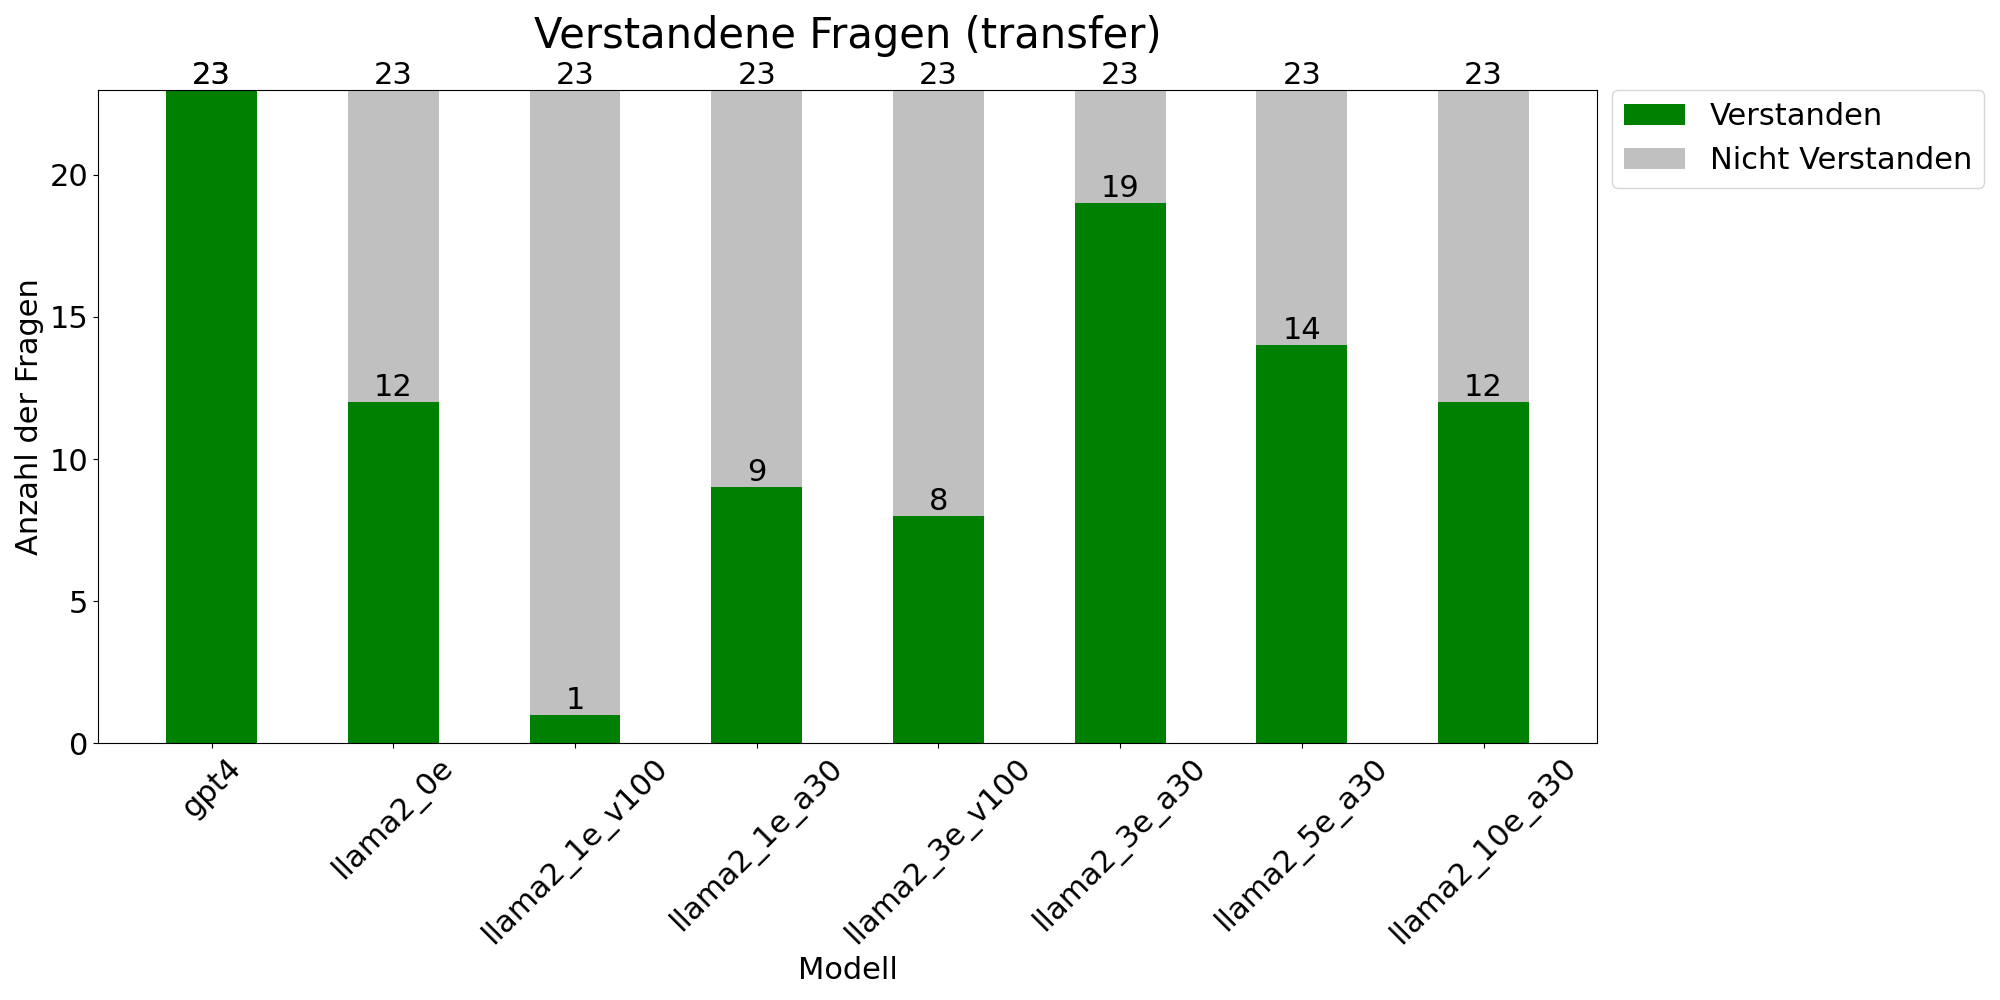 Verstandene Fragen (transfer)
23 23 23 23 23 23 23 23
Verstanden
Nicht Verstanden
20
19
15
14
12
12
10
9
8
5
1
0
Anzahl der Fragen
gpt4
llama2_0e
llama2_1e_v100
llama2_1e_a30
llama2_3e_v100
llama2_3e_a30
llama2_5e_a30
llama2_10e_a30
Modell